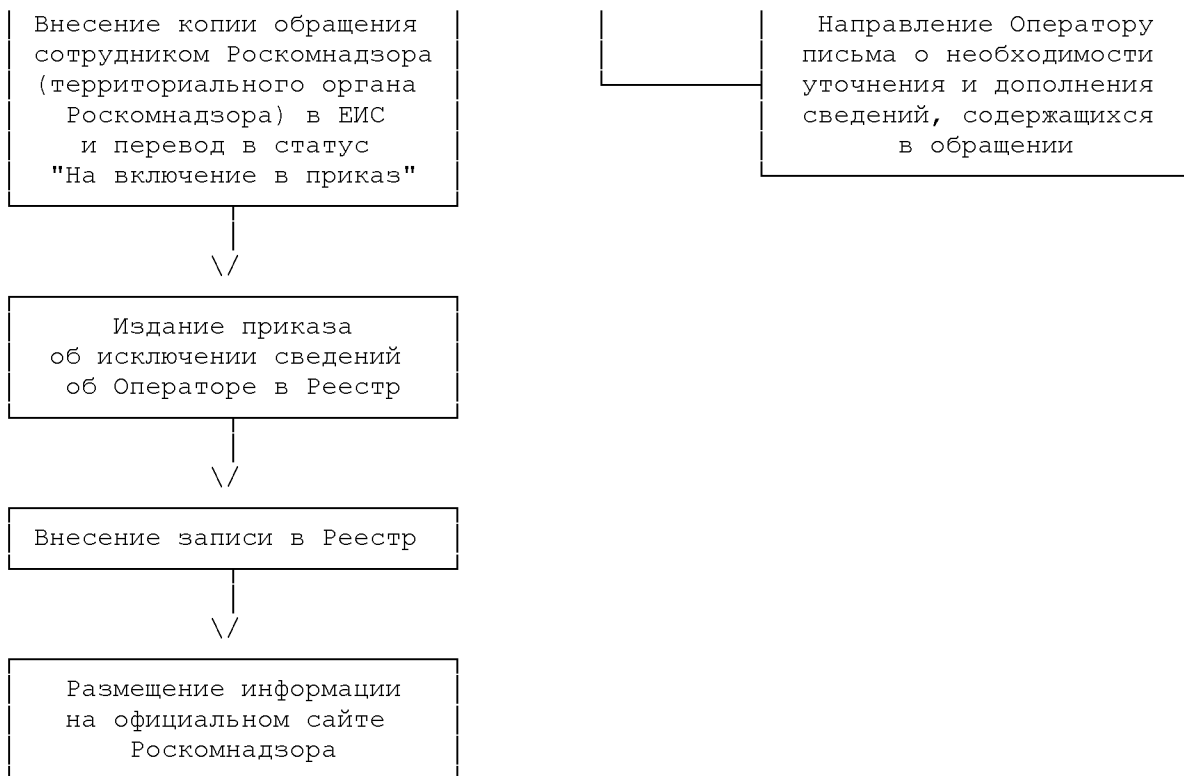 Внесение копии обращения
сотрудником Роскомнадзора
(территориального органа
Роскомнадзора) в ЕИС
и перевод в статус
"На включение в приказ"
Направление Оператору
письма о необходимости
уточнения и дополнения
сведений, содержащихся
в обращении
Издание приказа
об исключении сведений
об Операторе в Реестр
Внесение записи в Реестр
Размещение информации
на официальном сайте
Роскомнадзора